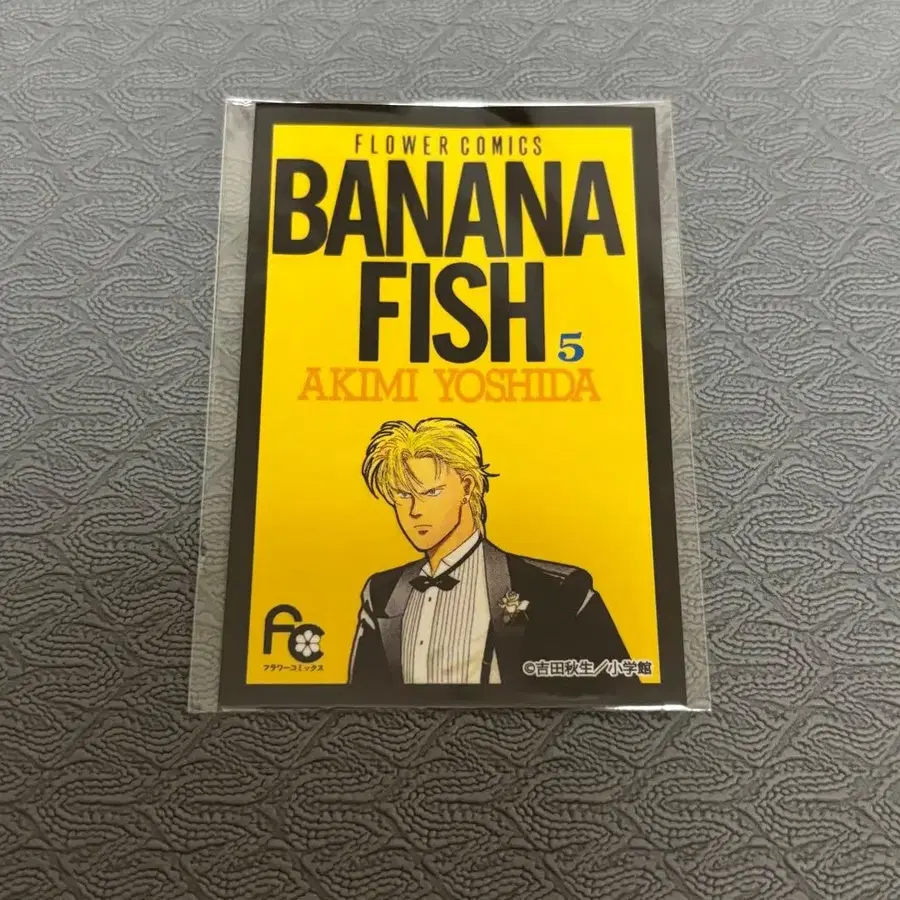 FLOWER COMICS
BANANA
FISH 5
AKIMI YOSHIDA
FC
フラワーコミックス
©吉田秋生/小学館